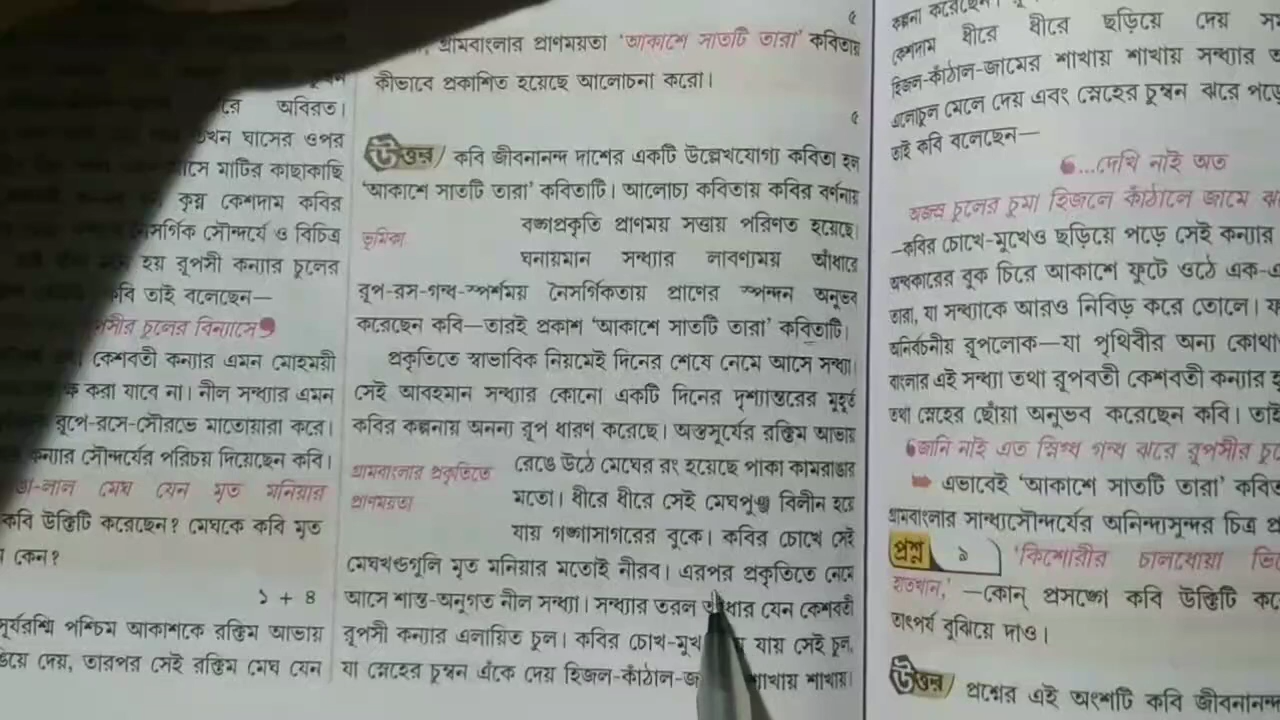 রে অবিরত।
তখন ঘাসের ওপর
মাটির কাছাকাছি
কেশদাম কবির
নৈসর্গিক সৌন্দর্যে ও বিচিত্র
হয় রূপসী কন্যার চুলের
কবি তাই বলেছেন—
চুলের বিন্যাসে
কেশবতী কন্যার এমন মোহময়ী
করা যাবে না। নীল সন্ধ্যার এমন
রূপে-রসে-সৌরভে মাতোয়ারা করে।
কন্যার সৌন্দর্যের পরিচয় দিয়েছেন কবি।
লাল মেঘ যেন মৃত মনিয়ার
কবি উক্তিটি করেছেন? মেঘকে কবি মৃত
কেন?
১ + ৪
সূর্যরশ্মি পশ্চিম আকাশকে রক্তিম আভায়
দেয়, তারপর সেই রক্তিম মেঘ যেন
৫
গ্রামবাংলার প্রাণময়তা 'আকাশে সাতটি তারা' কবিতায়
কীভাবে প্রকাশিত হয়েছে আলোচনা করো।
৫
উত্তর কবি জীবনানন্দ দাশের একটি উল্লেখযোগ্য কবিতা হল
'আকাশে সাতটি তারা' কবিতাটি। আলোচ্য কবিতায় কবির বর্ণনায়
বঙ্গপ্রকৃতি প্রাণময় সত্তায় পরিণত হয়েছে।
ভূমিকা
ঘনায়মান সন্ধ্যার লাবণ্যময় আঁধারে
রূপ-রস-গন্ধ-স্পর্শময় নৈসর্গিকতায় প্রাণের স্পন্দন অনুভব
করেছেন কবি—তারই প্রকাশ 'আকাশে সাতটি তারা' কবিতাটি।
প্রকৃতিতে স্বাভাবিক নিয়মেই দিনের শেষে নেমে আসে সন্ধ্যা।
সেই আবহমান সন্ধ্যার কোনো একটি দিনের দৃশ্যান্তরের মুহূর্ত
কবির কল্পনায় অনন্য রূপ ধারণ করেছে। অস্তসূর্যের রক্তিম আভায়
গ্রামবাংলার প্রকৃতিতে
প্রাণময়তা
রেঙে উঠে মেঘের রং হয়েছে পাকা কামরাঙার
মতো। ধীরে ধীরে সেই মেঘপুঞ্জ বিলীন হয়ে
যায় গঙ্গাসাগরের বুকে। কবির চোখে সেই
মেঘখণ্ডগুলি মৃত মনিয়ার মতোই নীরব। এরপর প্রকৃতিতে নেমে
আসে শান্ত-অনুগত নীল সন্ধ্যা। সন্ধ্যার তরল আঁধার যেন কেশবতী
রূপসী কন্যার এলায়িত চুল। কবির চোখ-মুখ যায় সেই চুল,
যা স্নেহের চুম্বন এঁকে দেয় হিজল-কাঁঠাল- শাখায় শাখায়।
কল্পনা করেছেন।
কেশদাম ধীরে ধীরে ছড়িয়ে দেয়
হিজল-কাঁঠাল-জামের শাখায় শাখায় সন্ধ্যার
এলোচুল মেলে দেয় এবং স্নেহের চুম্বন ঝরে পড়ে
তাই কবি বলেছেন—
...দেখি নাই অত
অজস্র চুলের চুমা হিজলে কাঁঠালে জামে
-কবির চোখে-মুখেও ছড়িয়ে পড়ে সেই কন্যার
অন্ধকারের বুক চিরে আকাশে ফুটে ওঠে এক-
তারা, যা সন্ধ্যাকে আরও নিবিড় করে তোলে।
অনির্বচনীয় রূপলোক—যা পৃথিবীর অন্য কোথা
বাংলার এই সন্ধ্যা তথা রূপবতী কেশবতী কন্যার
তথা স্নেহের ছোঁয়া অনুভব করেছেন কবি।
জানি নাই এত স্নিগ্ধ গন্ধ ঝরে রূপসীর
এভাবেই 'আকাশে সাতটি তারা'
গ্রামবাংলার সান্ধ্যসৌন্দর্যের অনিন্দ্যসুন্দর চিত্র
প্রশ্ন ৯ 'কিশোরীর চালধোয়া
হাতখান,' —কোন্ প্রসঙ্গে কবি উক্তিটি
তাৎপর্য বুঝিয়ে দাও।
উত্তর প্রশ্নের এই অংশটি কবি জীবনানন্দ